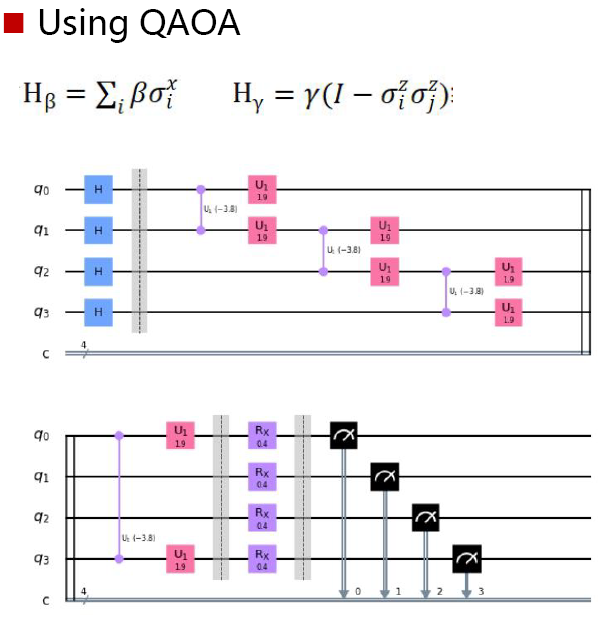 Using QAOA
H_β = ∑_i βσ_i^x   H_γ = γ(I − σ_i^z σ_j^z)
q0 H U₁ 1.9
U₁ (−3.8)
q1 H U₁ 1.9 U₁ 1.9
U₁ (−3.8)
q2 H U₁ 1.9 U₁ 1.9
U₁ (−3.8)
q3 H U₁ 1.9
c 4
q0 U₁ 1.9 RX 0.4
q1 RX 0.4
q2 RX 0.4
U₁ (−3.8)
q3 U₁ 1.9 RX 0.4
c 4 0 1 2 3